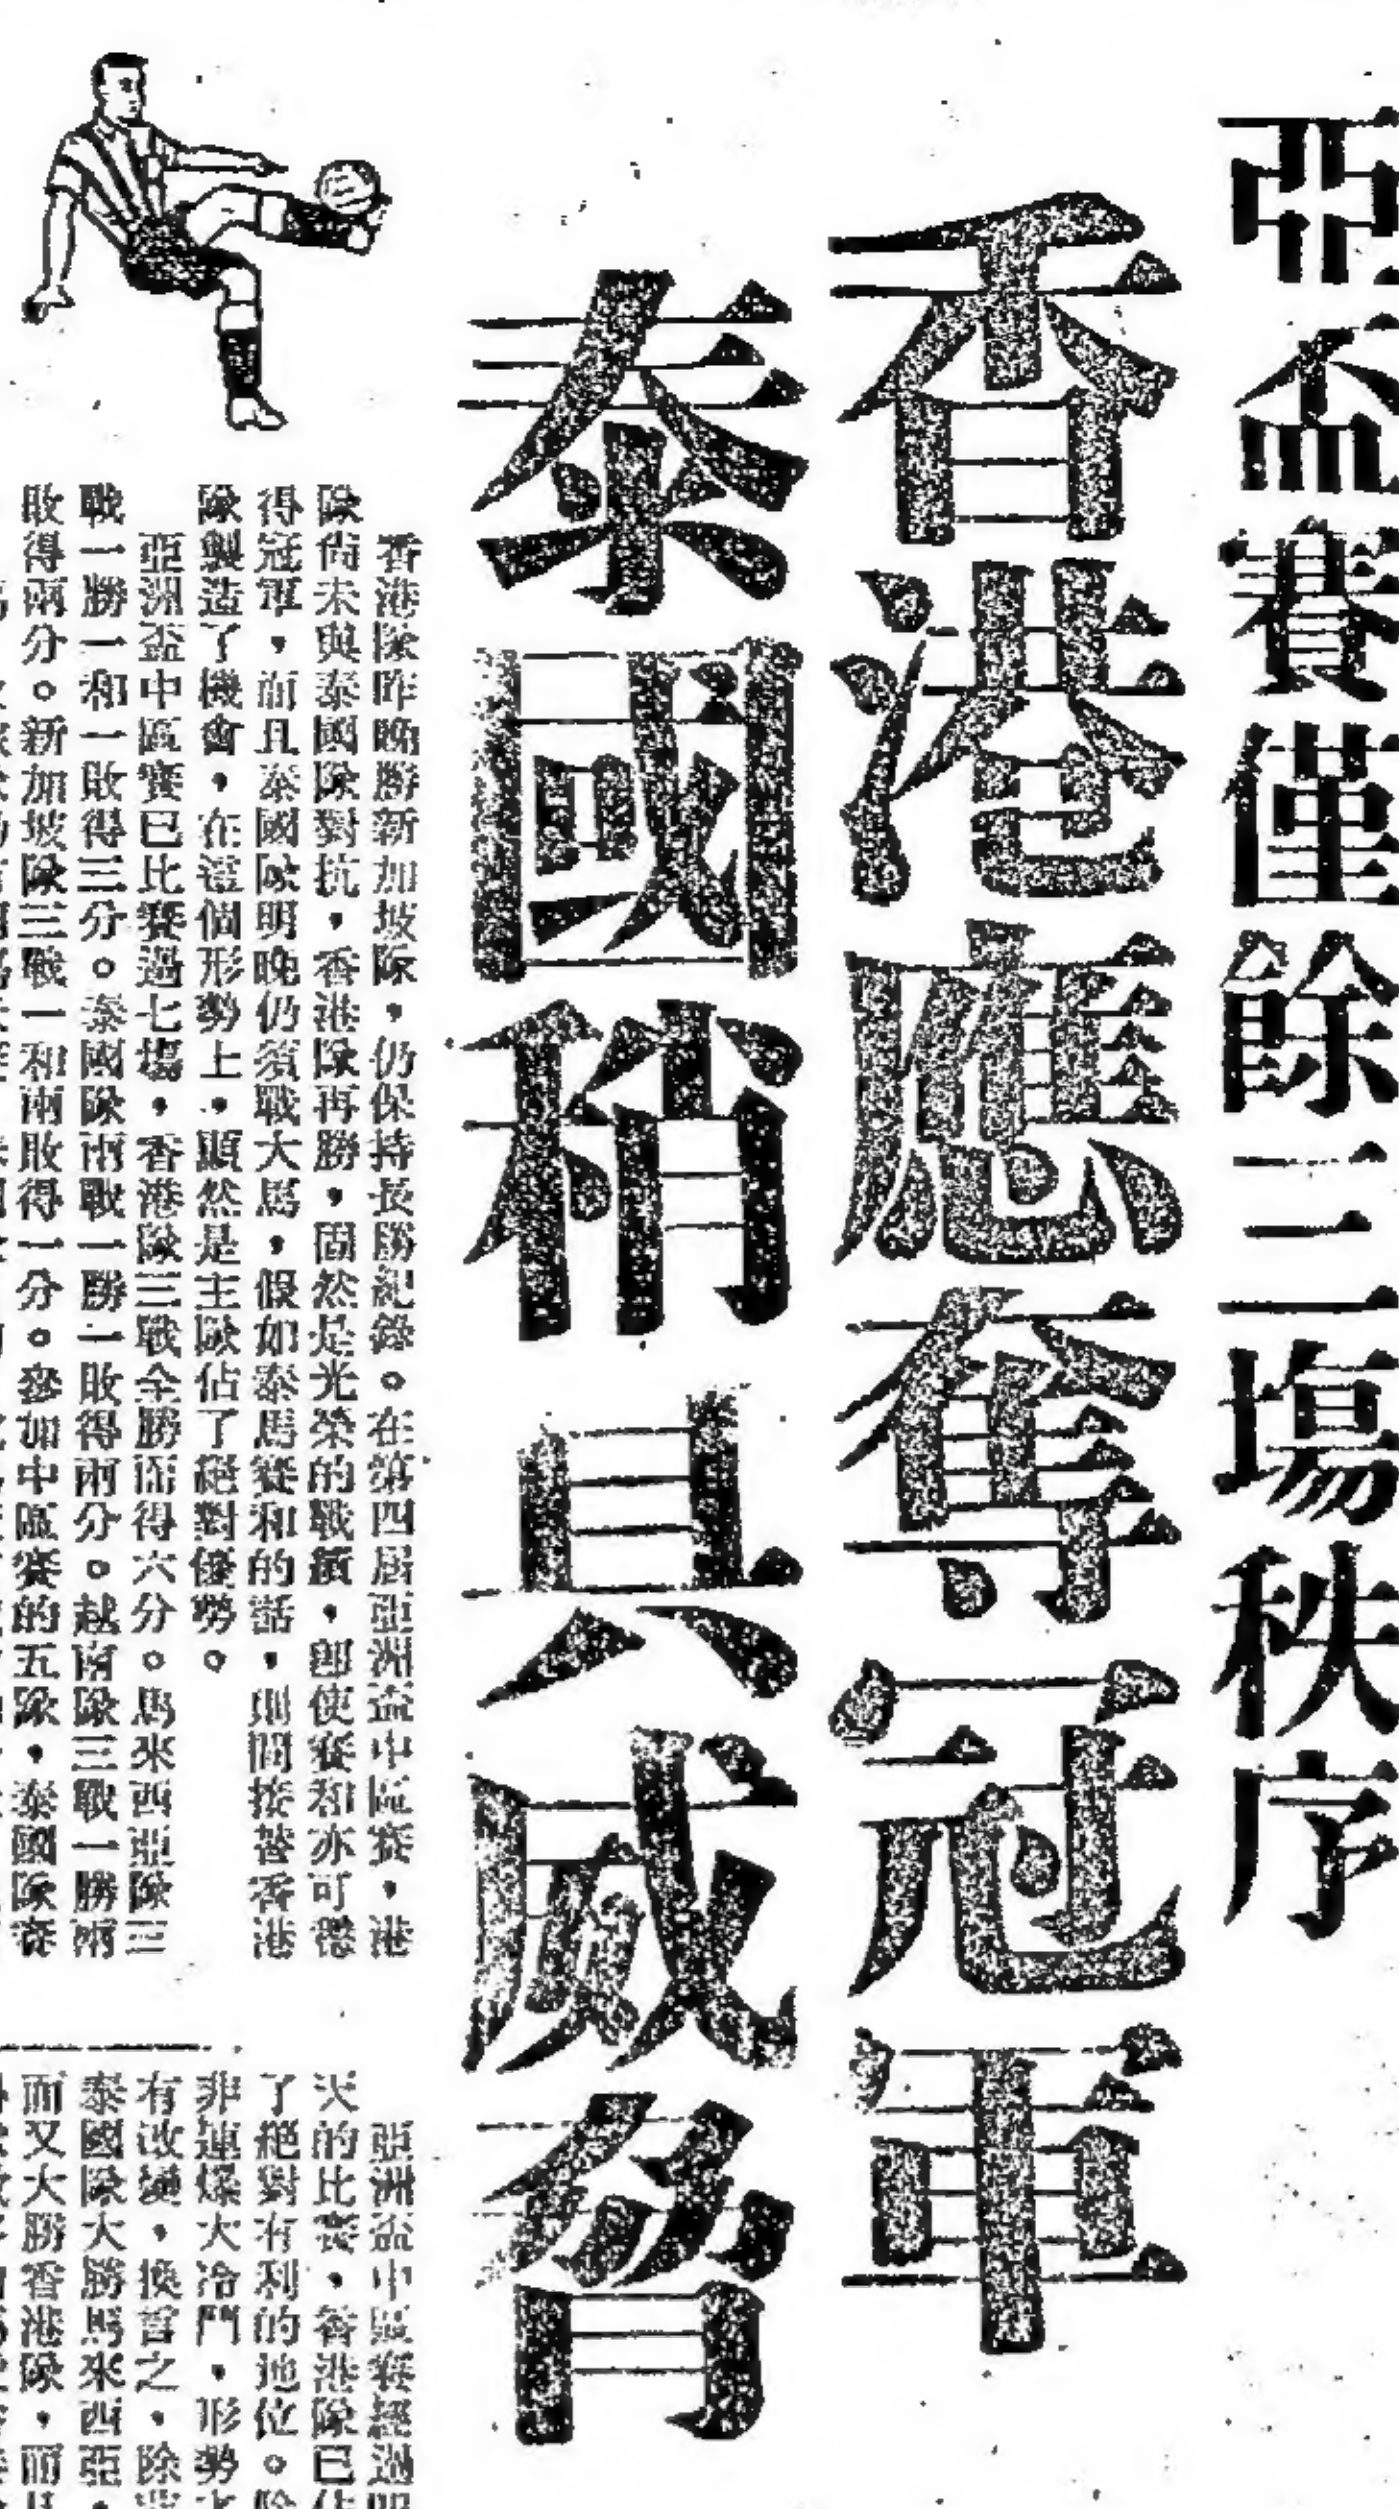 亞盃賽僅餘三塲秩序
香港應奪冠軍
泰國稍具威脅
香港隊昨晚勝新加坡隊，仍保持長勝紀錄。在第四屆亞洲盃中區賽，港
隊尚未與泰國隊對抗，香港隊再勝，固然是光榮的戰績，卽使賽和亦可穩
得冠軍，而且泰國隊明晚仍須戰大馬，假如泰馬賽和的話，則間接替香港
隊製造了機會，在這個形勢上，顯然是主隊佔了絕對優勢。
亞洲盃中區賽已比賽過七塲，香港隊三戰全勝而得六分。馬來西亞隊三
戰一勝一和一敗得三分。泰國隊兩戰一勝一敗得兩分。越南隊三戰一勝兩
敗得兩分。新加坡隊三戰一和兩敗得一分。參加中區賽的五隊，泰國隊賽
亞洲盃中區賽經過
天的比賽，香港隊已佔
了絕對有利的地位。除
非連爆大冷門，形勢
有改變，換言之，除
泰國隊大勝馬來西亞，
而又大勝香港隊，而